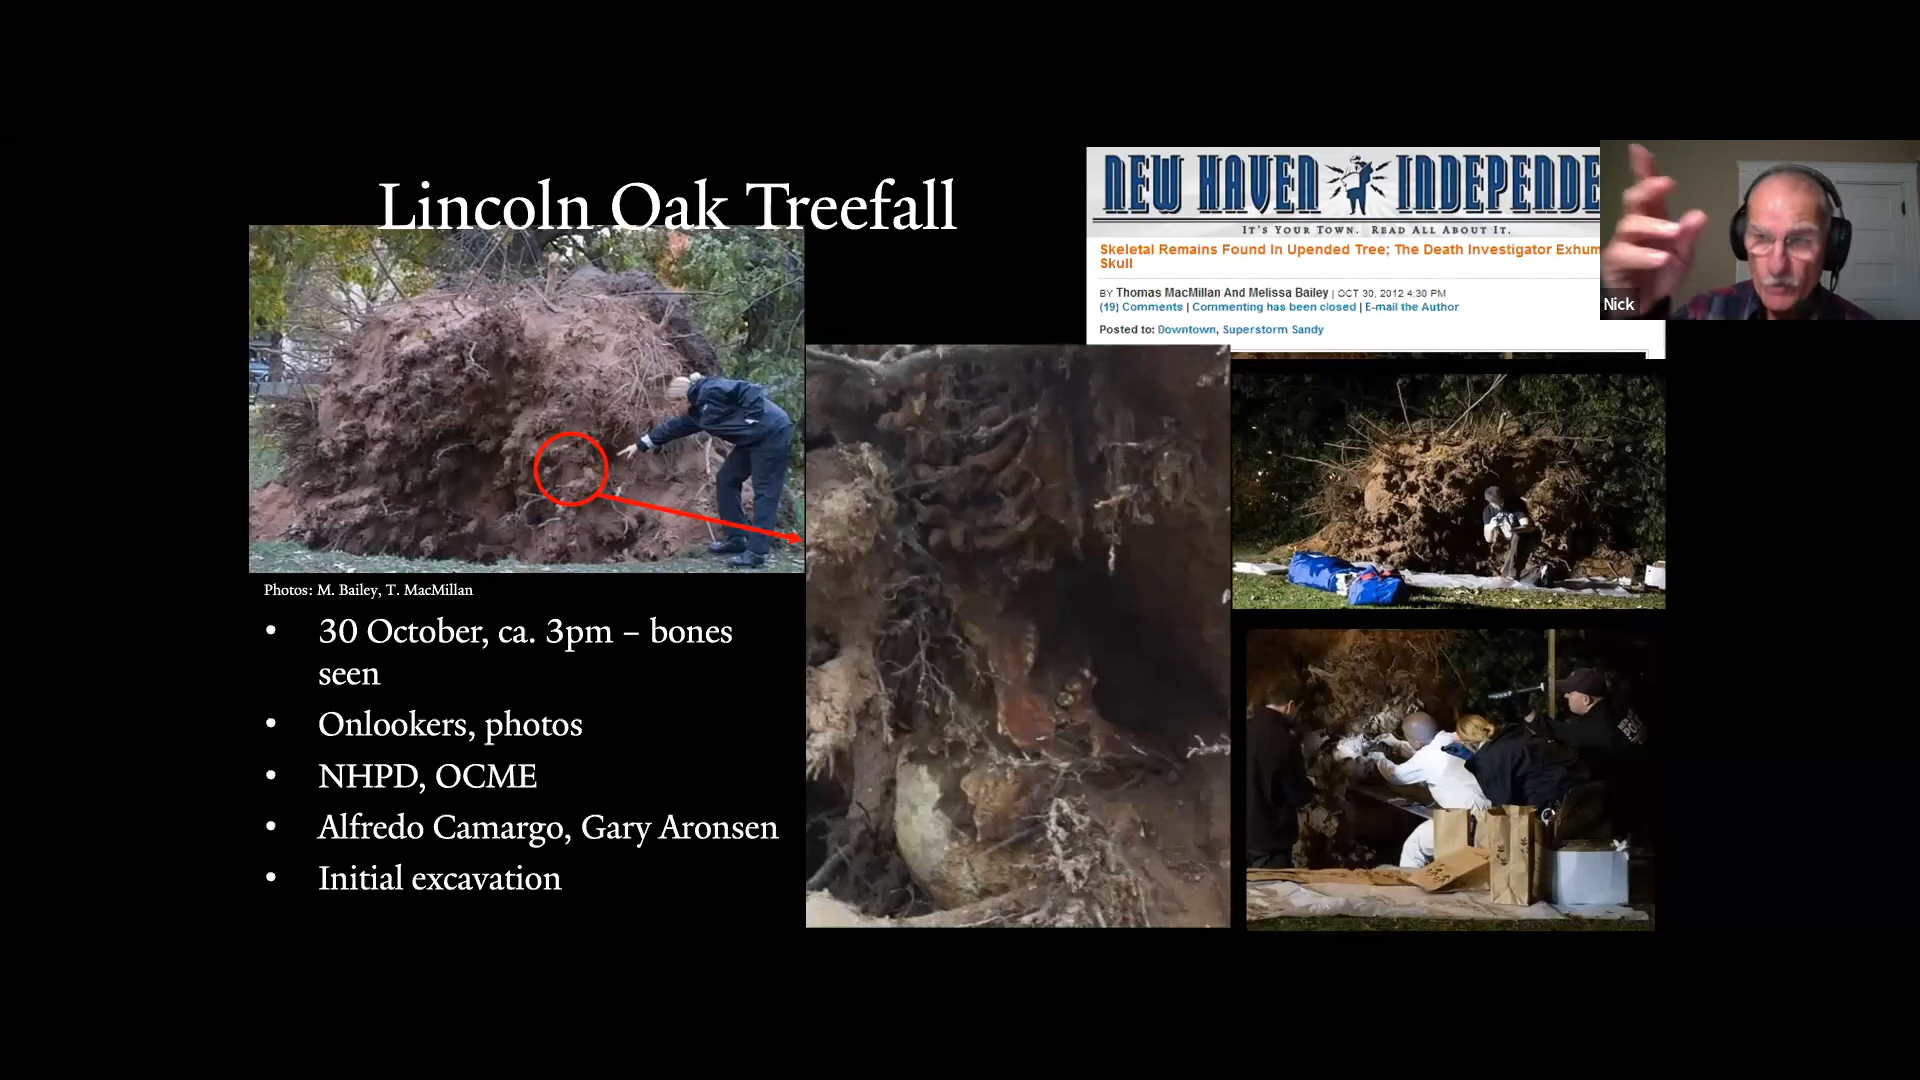 Lincoln Oak Treefall
NEW HAVEN INDEPENDE
IT'S YOUR TOWN. READ ALL ABOUT IT.
Skeletal Remains Found In Upended Tree; The Death Investigator Exhum
Skull
BY Thomas MacMillan And Melissa Bailey | OCT 30, 2012 4:30 PM
(19) Comments | Commenting has been closed | E-mail the Author
Posted to: Downtown, Superstorm Sandy
Nick
Photos: M. Bailey, T. MacMillan
• 30 October, ca. 3pm – bones
seen
• Onlookers, photos
• NHPD, OCME
• Alfredo Camargo, Gary Aronsen
• Initial excavation